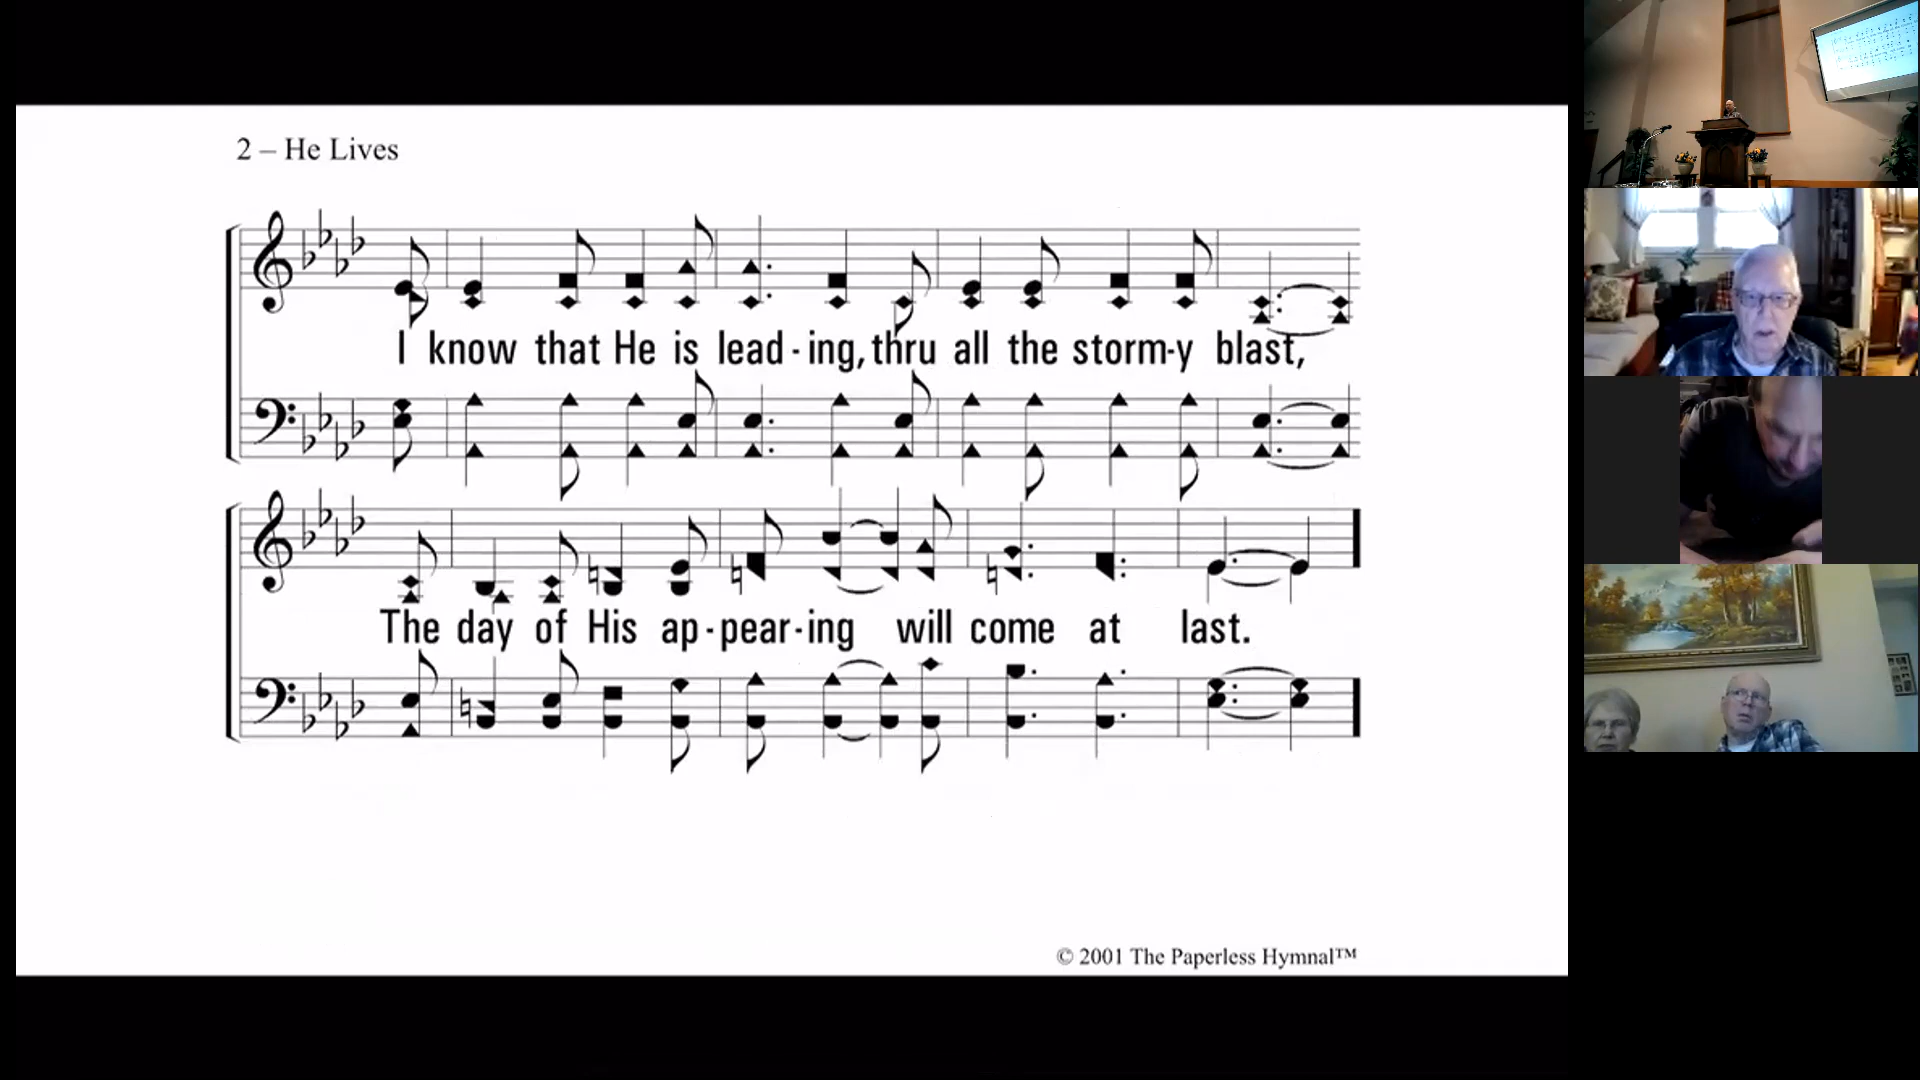 2 – He Lives
I know that He is lead - ing, thru all the storm-y blast,
The day of His ap - pear - ing will come at last.
© 2001 The Paperless Hymnal™